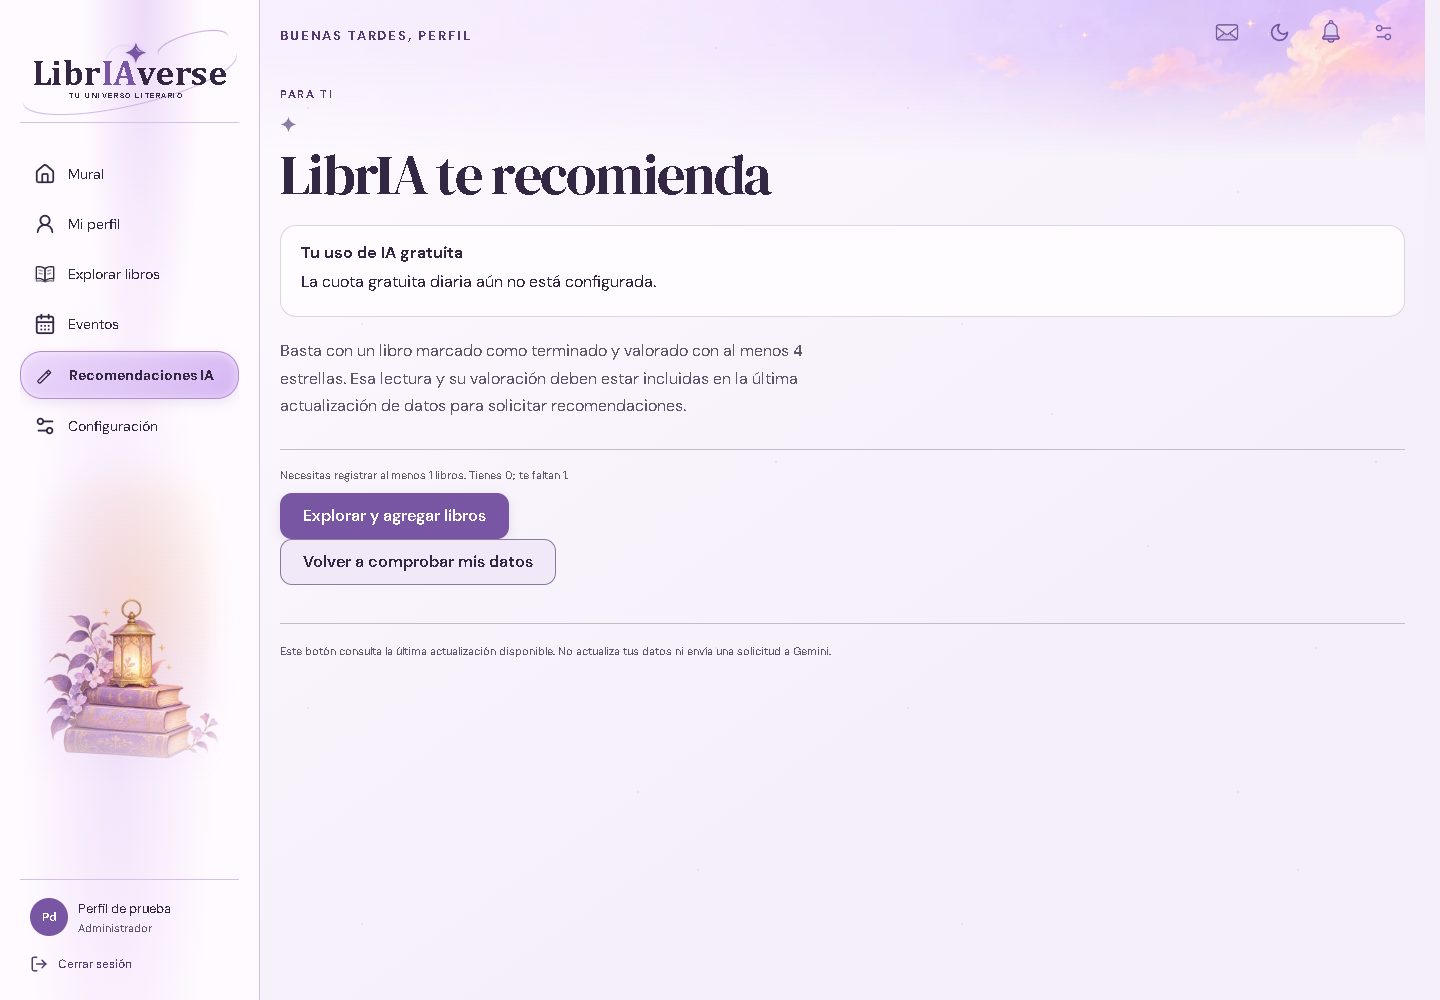 LibrIAverse
TU UNIVERSO LITERARIO
Mural
Mi perfil
Explorar libros
Eventos
Recomendaciones IA
Configuración
Pd
Perfil de prueba
Administrador
Cerrar sesión
BUENAS TARDES, PERFIL
PARA TI
LibrIA te recomienda
Tu uso de IA gratuita
La cuota gratuita diaria aún no está configurada.
Basta con un libro marcado como terminado y valorado con al menos 4
estrellas. Esa lectura y su valoración deben estar incluidas en la última
actualización de datos para solicitar recomendaciones.
Necesitas registrar al menos 1 libros. Tienes 0; te faltan 1.
Explorar y agregar libros
Volver a comprobar mis datos
Este botón consulta la última actualización disponible. No actualiza tus datos ni envía una solicitud a Gemini.